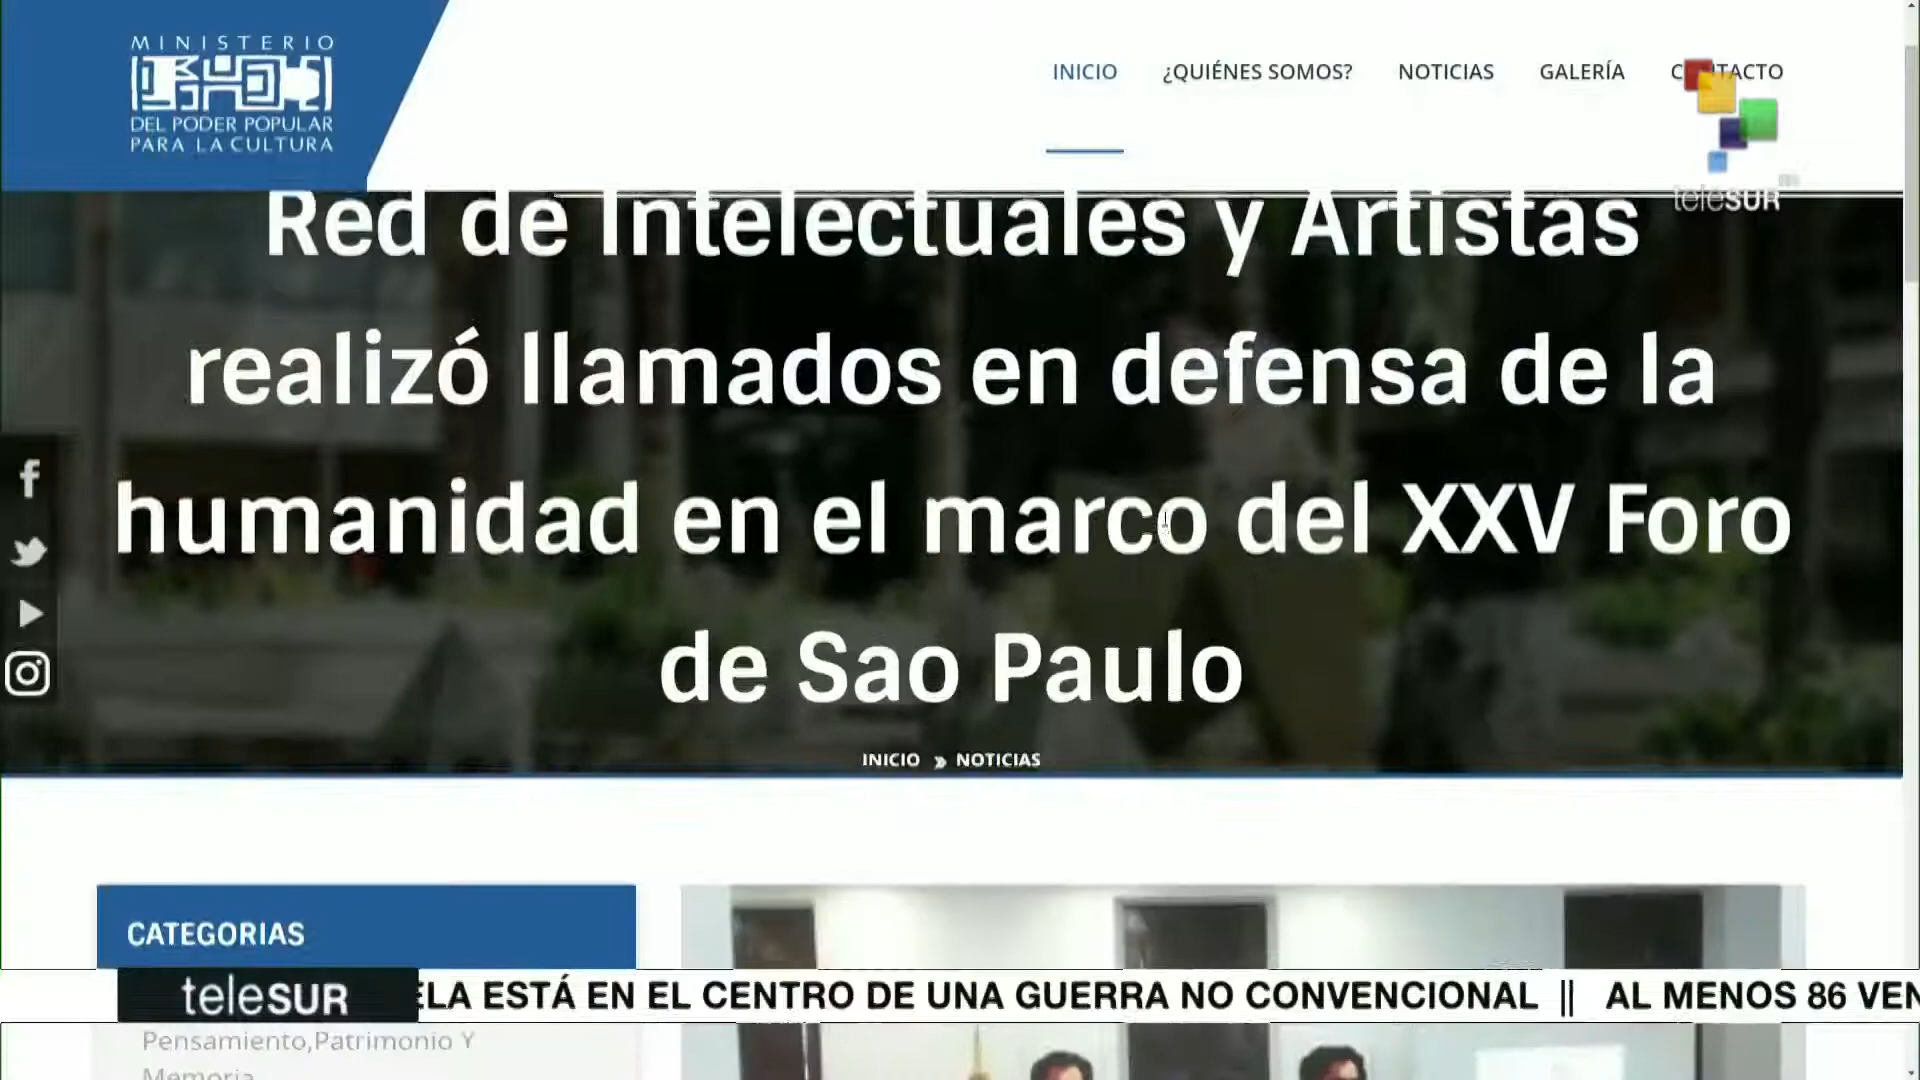 MINISTERIO
DEL PODER POPULAR
PARA LA CULTURA
INICIO ¿QUIÉNES SOMOS? NOTICIAS GALERÍA CONTACTO
teleSUR
Red de Intelectuales y Artistas
realizó llamados en defensa de la
humanidad en el marco del XXV Foro
de Sao Paulo
INICIO » NOTICIAS
CATEGORIAS
teleSUR ELA ESTÁ EN EL CENTRO DE UNA GUERRA NO CONVENCIONAL || AL MENOS 86 VEN
Pensamiento,Patrimonio Y
Memoria